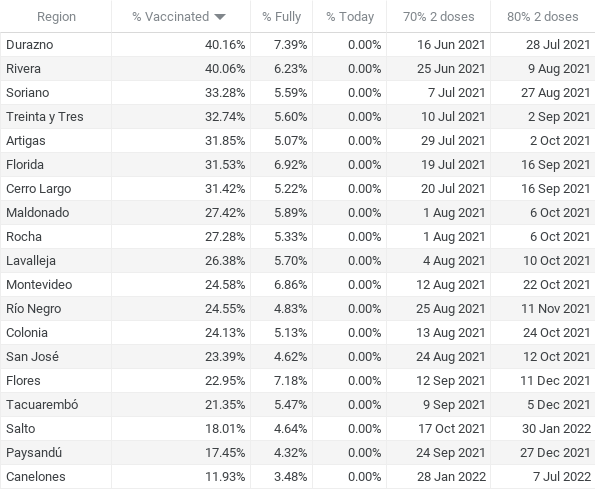 Region % Vaccinated % Fully % Today 70% 2 doses 80% 2 doses
Durazno 40.16% 7.39% 0.00% 16 Jun 2021 28 Jul 2021
Rivera 40.06% 6.23% 0.00% 25 Jun 2021 9 Aug 2021
Soriano 33.28% 5.59% 0.00% 7 Jul 2021 27 Aug 2021
Treinta y Tres 32.74% 5.60% 0.00% 10 Jul 2021 2 Sep 2021
Artigas 31.85% 5.07% 0.00% 29 Jul 2021 2 Oct 2021
Florida 31.53% 6.92% 0.00% 19 Jul 2021 16 Sep 2021
Cerro Largo 31.42% 5.22% 0.00% 20 Jul 2021 16 Sep 2021
Maldonado 27.42% 5.89% 0.00% 1 Aug 2021 6 Oct 2021
Rocha 27.28% 5.33% 0.00% 1 Aug 2021 6 Oct 2021
Lavalleja 26.38% 5.70% 0.00% 4 Aug 2021 10 Oct 2021
Montevideo 24.58% 6.86% 0.00% 12 Aug 2021 22 Oct 2021
Río Negro 24.55% 4.83% 0.00% 25 Aug 2021 11 Nov 2021
Colonia 24.13% 5.13% 0.00% 13 Aug 2021 24 Oct 2021
San José 23.39% 4.62% 0.00% 24 Aug 2021 12 Oct 2021
Flores 22.95% 7.18% 0.00% 12 Sep 2021 11 Dec 2021
Tacuarembó 21.35% 5.47% 0.00% 9 Sep 2021 5 Dec 2021
Salto 18.01% 4.64% 0.00% 17 Oct 2021 30 Jan 2022
Paysandú 17.45% 4.32% 0.00% 24 Sep 2021 27 Dec 2021
Canelones 11.93% 3.48% 0.00% 28 Jan 2022 7 Jul 2022